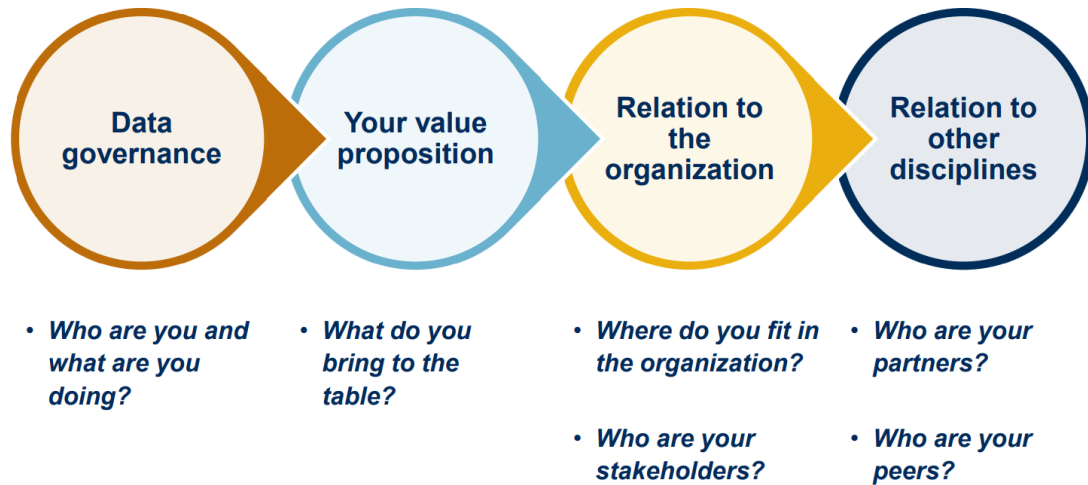 Data
governance
Your value
proposition
Relation to
the
organization
Relation to
other
disciplines
• Who are you and
what are you
doing?
• What do you
bring to the
table?
• Where do you fit in
the organization?
• Who are your
stakeholders?
• Who are your
partners?
• Who are your
peers?